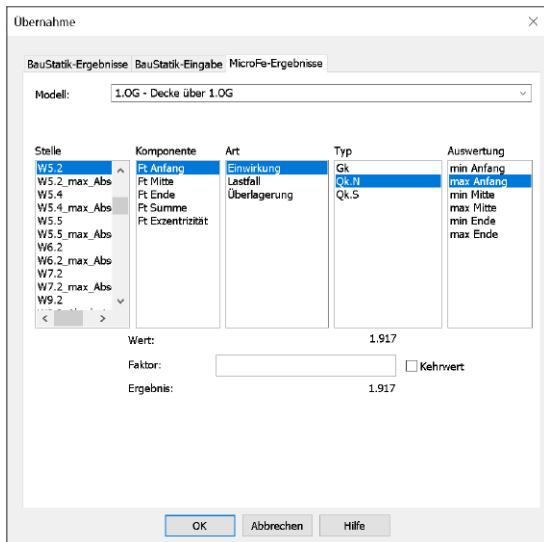 Übernahme
BauStatik-Ergebnisse BauStatik-Eingabe MicroFe-Ergebnisse
Modell: 1.OG - Decke über 1.OG
Stelle Komponente Art Typ Auswertung
W5.2 Ft Anfang Einwirkung Gk min Anfang
W5.2_max_Abs Ft Mitte Lastfall Qk.N max Anfang
W5.4 Ft Ende Überlagerung Qk.S min Mitte
W5.4_max_Abs Ft Summe max Mitte
W5.5 Ft Exzentrizität min Ende
W5.5_max_Abs max Ende
W6.2
W6.2_max_Abs
W7.2
W7.2_max_Abs
W9.2
Wert: 1.917
Faktor: Kehrwert
Ergebnis: 1.917
OK Abbrechen Hilfe